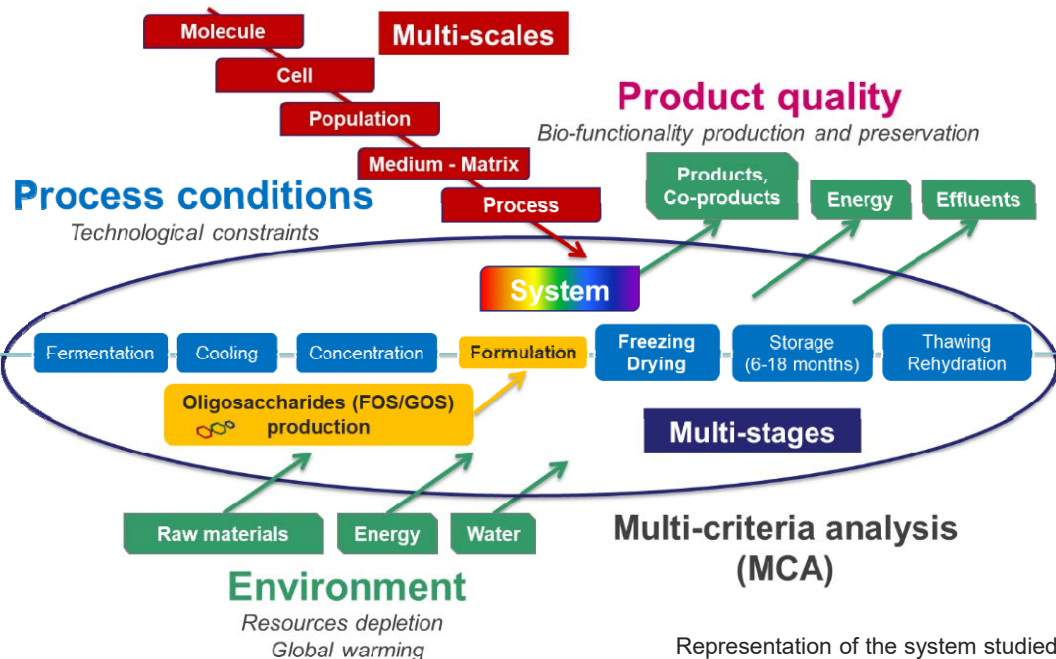 Molecule
Multi-scales
Cell
Population
Medium - Matrix
Process
Product quality
Bio-functionality production and preservation
Products,
Co-products
Energy
Effluents
Process conditions
Technological constraints
System
Fermentation
Cooling
Concentration
Formulation
Freezing
Drying
Storage
(6-18 months)
Thawing
Rehydration
Oligosaccharides (FOS/GOS)
production
Multi-stages
Raw materials
Energy
Water
Multi-criteria analysis
(MCA)
Environment
Resources depletion
Global warming
Representation of the system studied